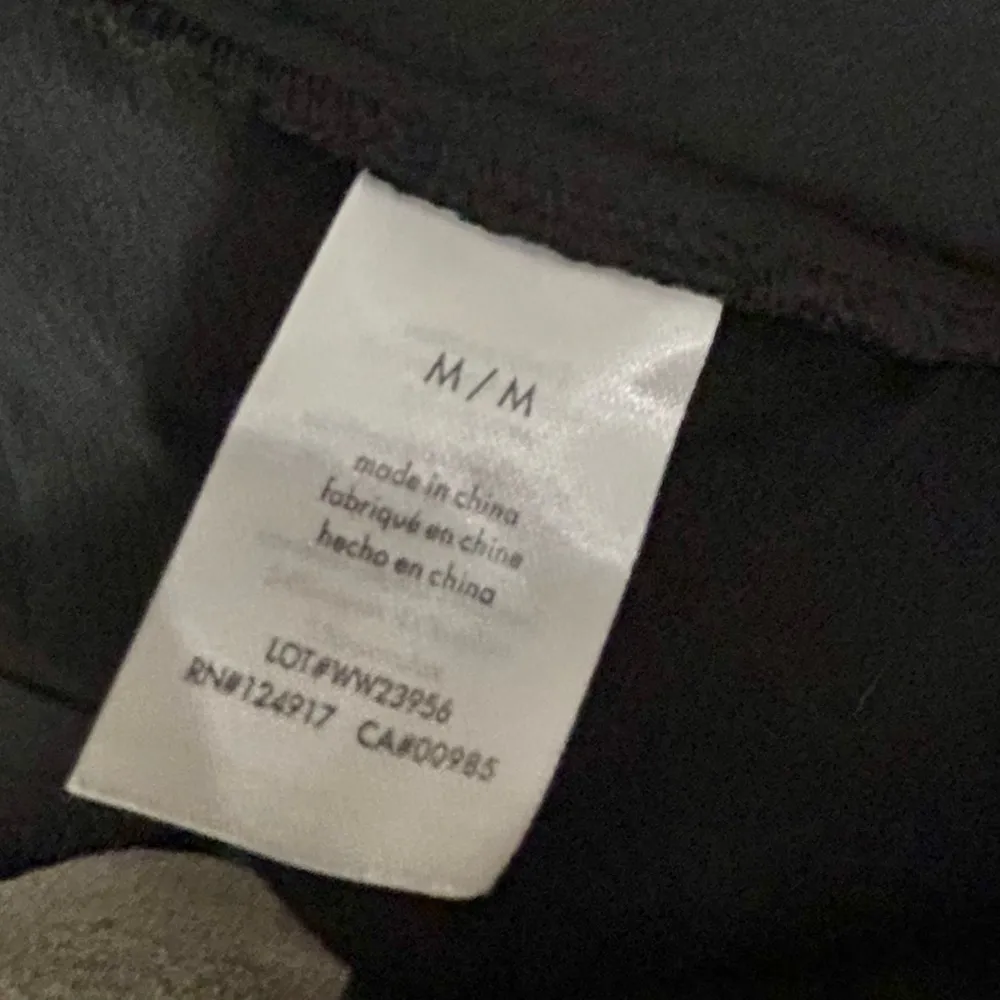 M/M
made in china
fabriqué en chine
hecho en china
LOT#WW23956
RN#124917 CA#00985